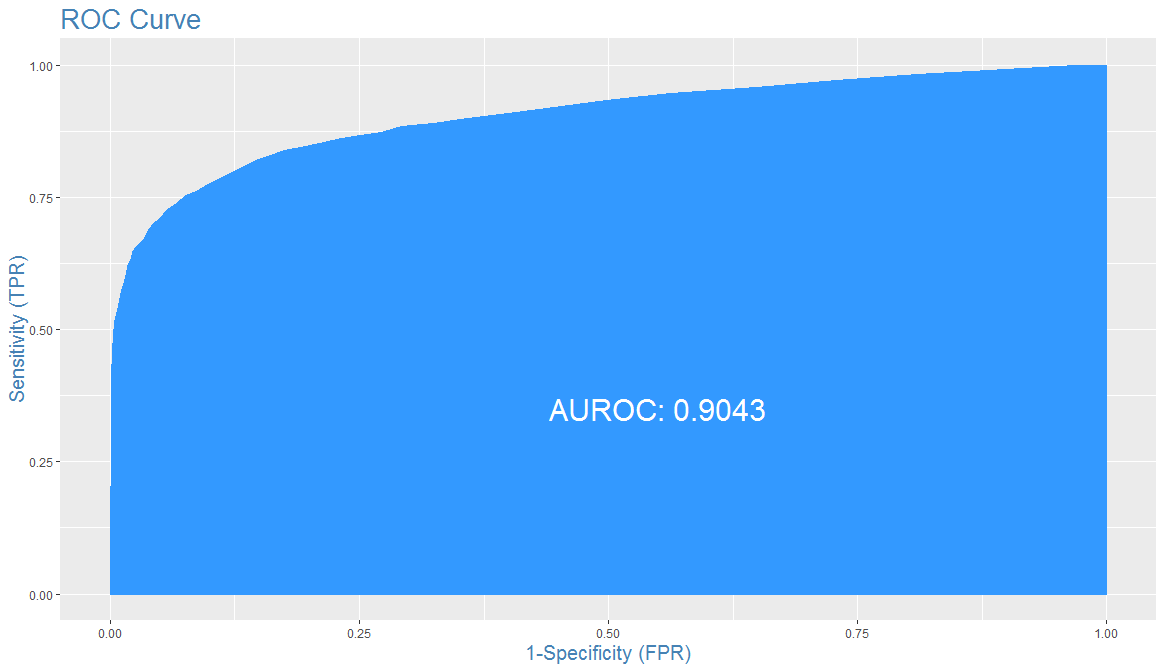 ROC Curve
1.00
0.75
0.50
0.25
0.00
Sensitivity (TPR)
AUROC: 0.9043
0.00
0.25
0.50
0.75
1.00
1-Specificity (FPR)